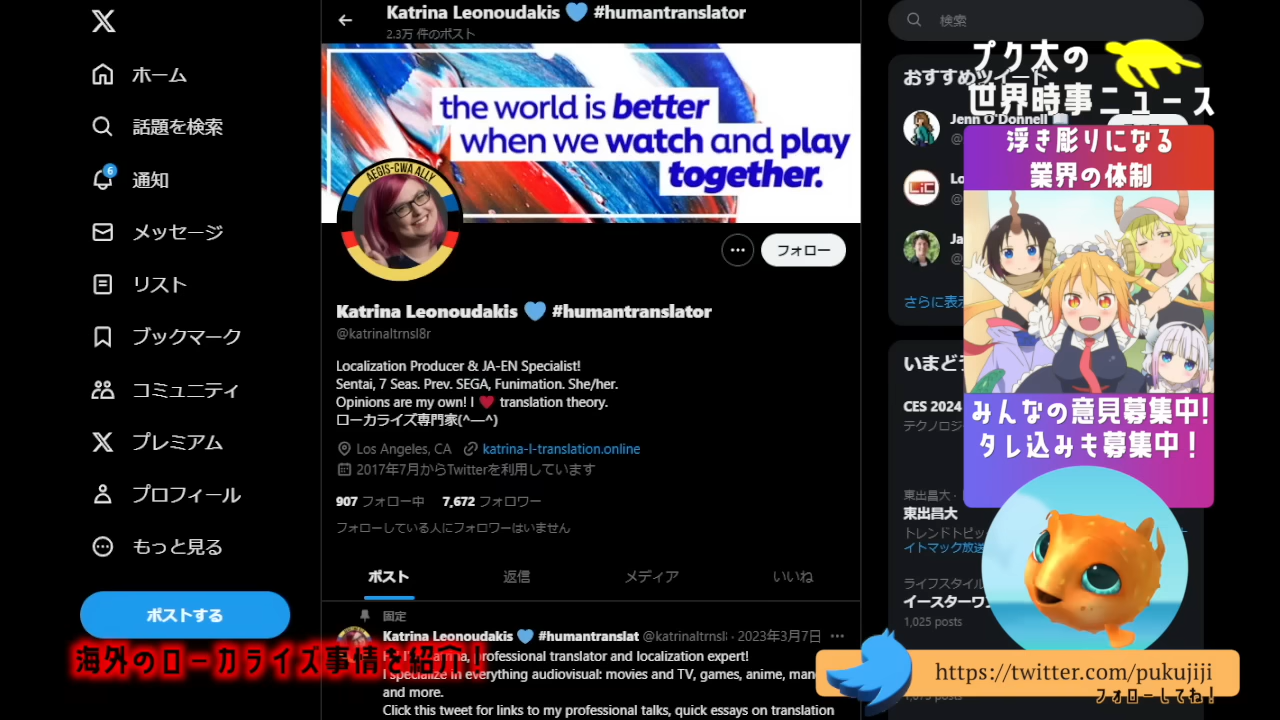 Katrina Leonoudakis 💙 #humantranslator
2.3万 件のポスト
検索
ホーム
話題を検索
6
通知
メッセージ
リスト
ブックマーク
コミュニティ
プレミアム
プロフィール
もっと見る
ポストする
the world is better
when we watch and play
together.
AEGIS-CWA ALLY
フォロー
Katrina Leonoudakis 💙 #humantranslator
@katrinaltrnsl8r
Localization Producer & JA-EN Specialist!
Sentai, 7 Seas. Prev. SEGA, Funimation. She/her.
Opinions are my own! I ❤ translation theory.
ローカライズ専門家(^—^)
Los Angeles, CA katrina-l-translation.online
2017年7月からTwitterを利用しています
907 フォロー中 7,672 フォロワー
フォローしている人にフォロワーはいません
ポスト 返信 メディア いいね
固定
Katrina Leonoudakis 💙 #humantranslat @katrinaltrnsl · 2023年3月7日
professional translator and localization expert!
I specialize in everything audiovisual: movies and TV, games, anime,
and more.
Click this tweet for links to my professional talks, quick essays on translation
おすすめツイート
Jenn O'Donnell
LiC
さらに表示
CES 2024
東出昌大 ·
東出昌大
トレンドトピッ
イトマック放送
ライフスタイル
イースターワン
1,025 posts
プク太の
世界時事ニュース
浮き彫りになる
業界の体制
みんなの意見募集中!
タレ込みも募集中！
海外のローカライズ事情を紹介！
https://twitter.com/pukujiji
フォローしてね！